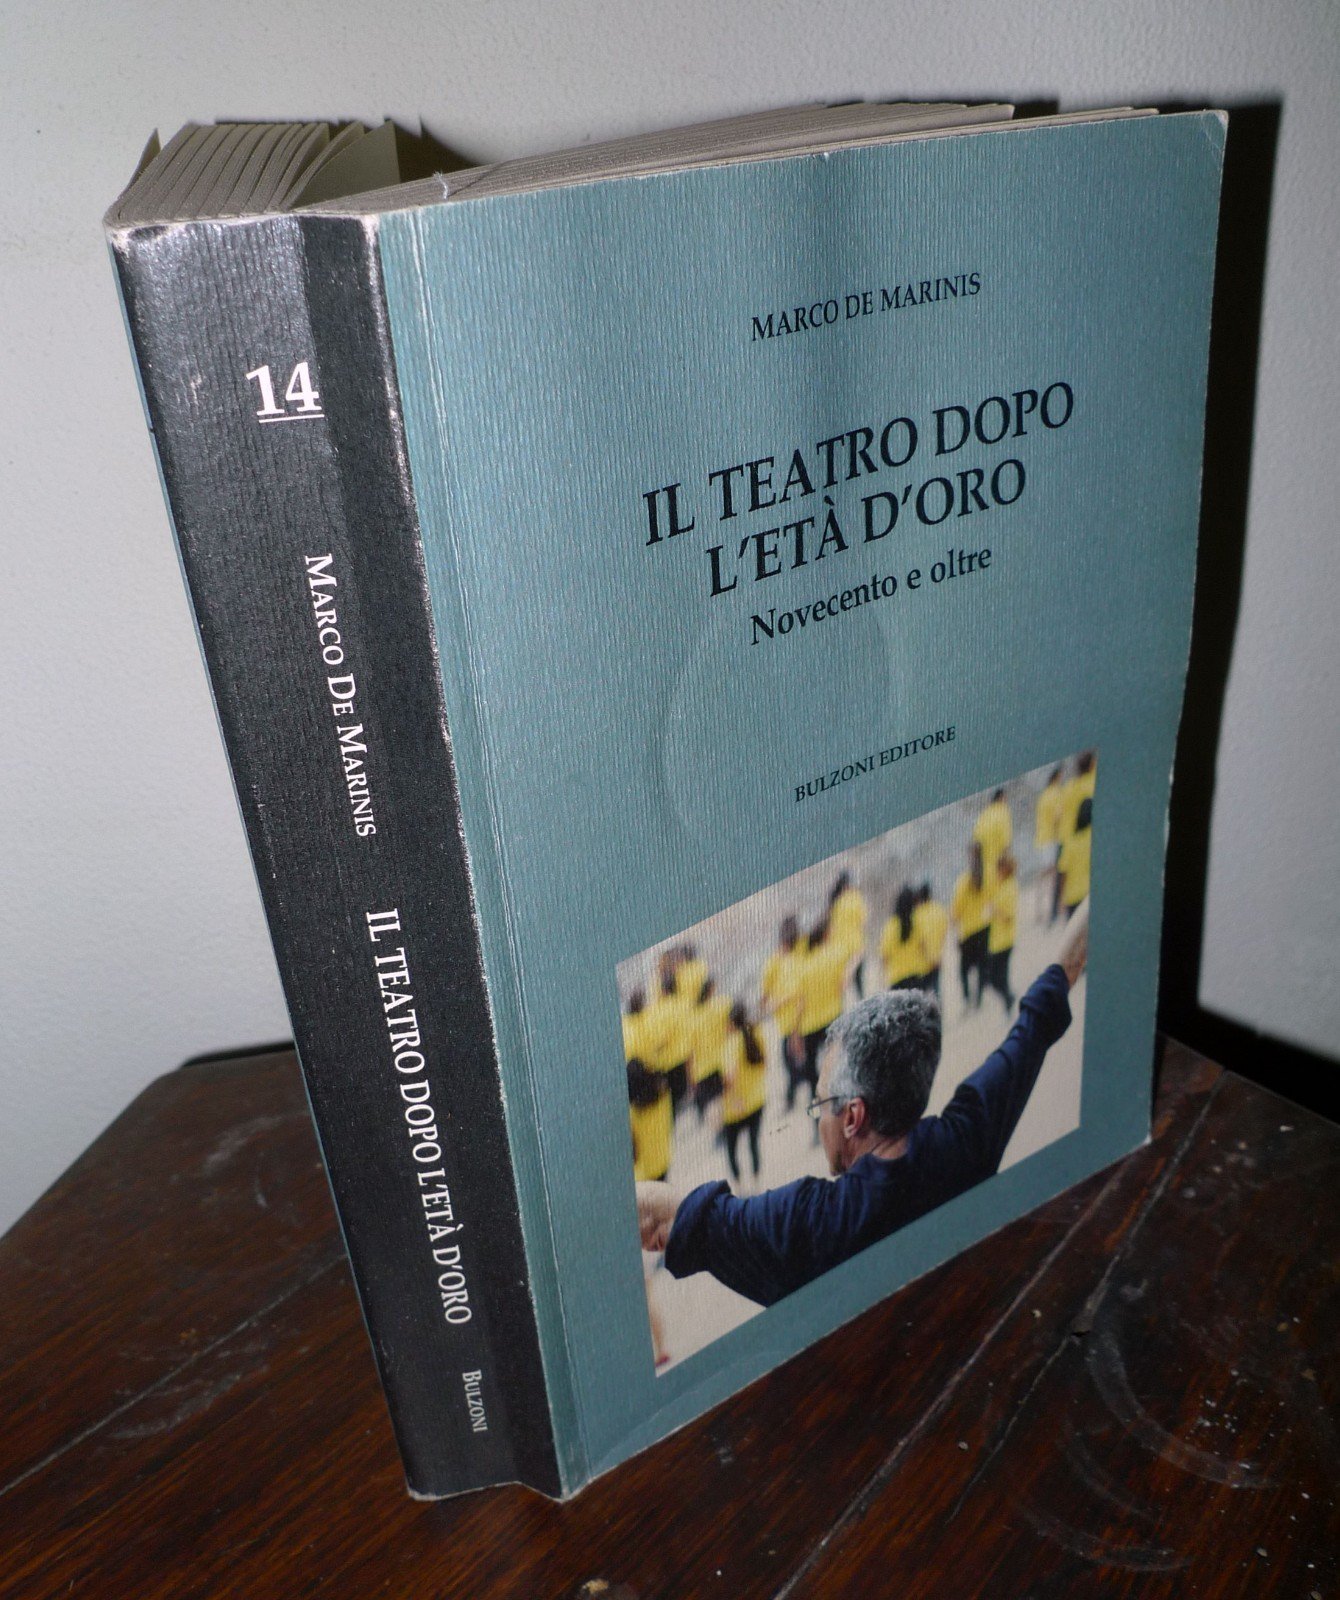 14
MARCO DE MARINIS
IL TEATRO DOPO L'ETÀ D'ORO
BULZONI
MARCO DE MARINIS
IL TEATRO DOPO
L'ETÀ D'ORO
Novecento e oltre
BULZONI EDITORE